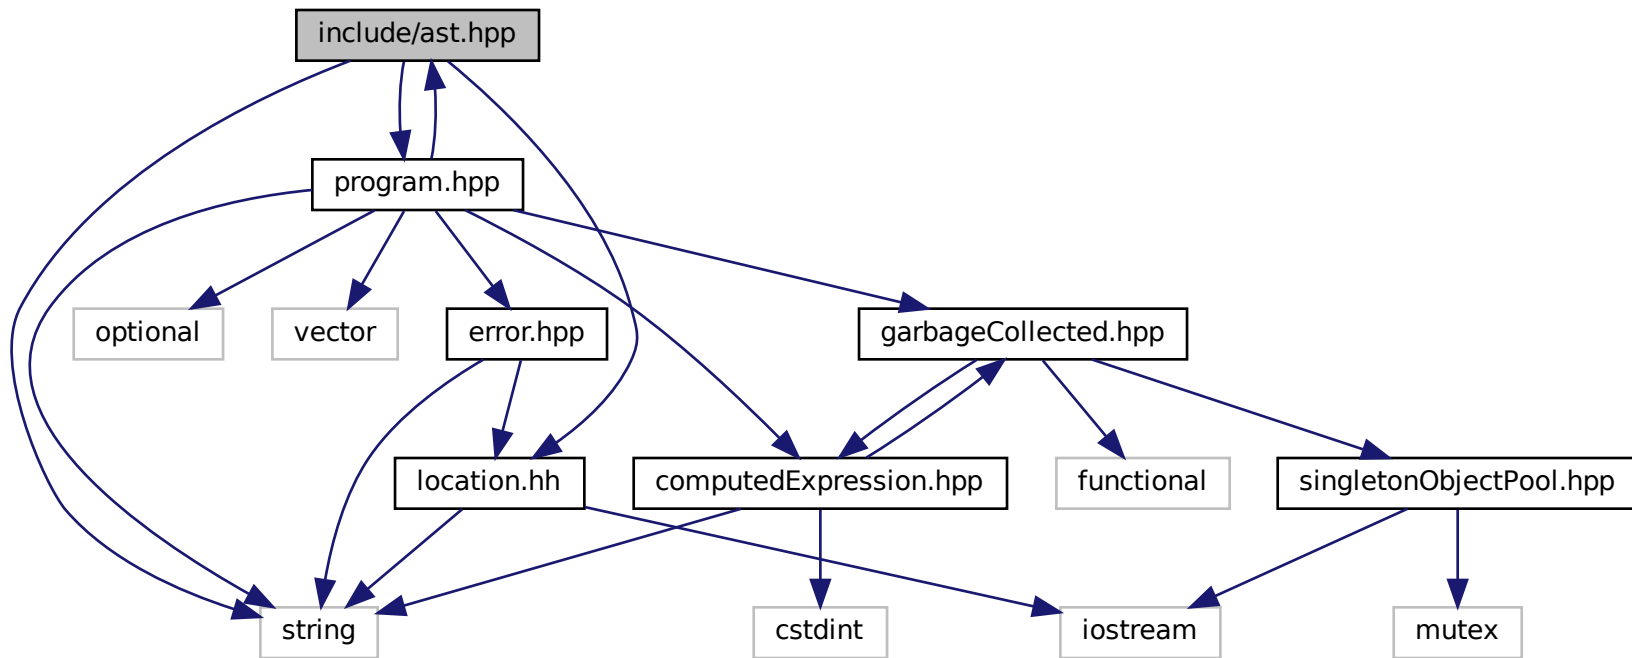 include/ast.hpp
program.hpp
optional
vector
error.hpp
garbageCollected.hpp
location.hh
computedExpression.hpp
functional
singletonObjectPool.hpp
string
cstdint
iostream
mutex